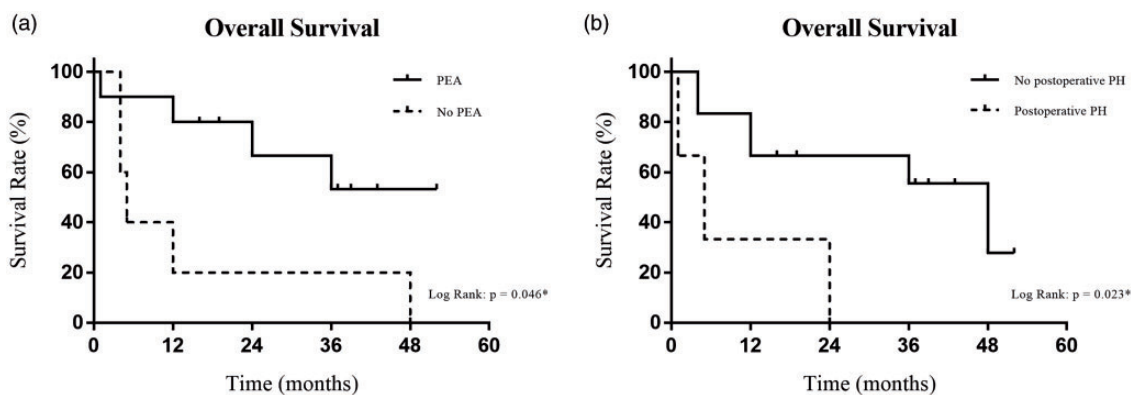 (a)
Overall Survival
Survival Rate (%)
100
80
60
40
20
0
PEA
No PEA
Log Rank: p = 0.046*
0 12 24 36 48 60
Time (months)
(b)
Overall Survival
Survival Rate (%)
100
80
60
40
20
0
No postoperative PH
Postoperative PH
Log Rank: p = 0.023*
0 12 24 36 48 60
Time (months)